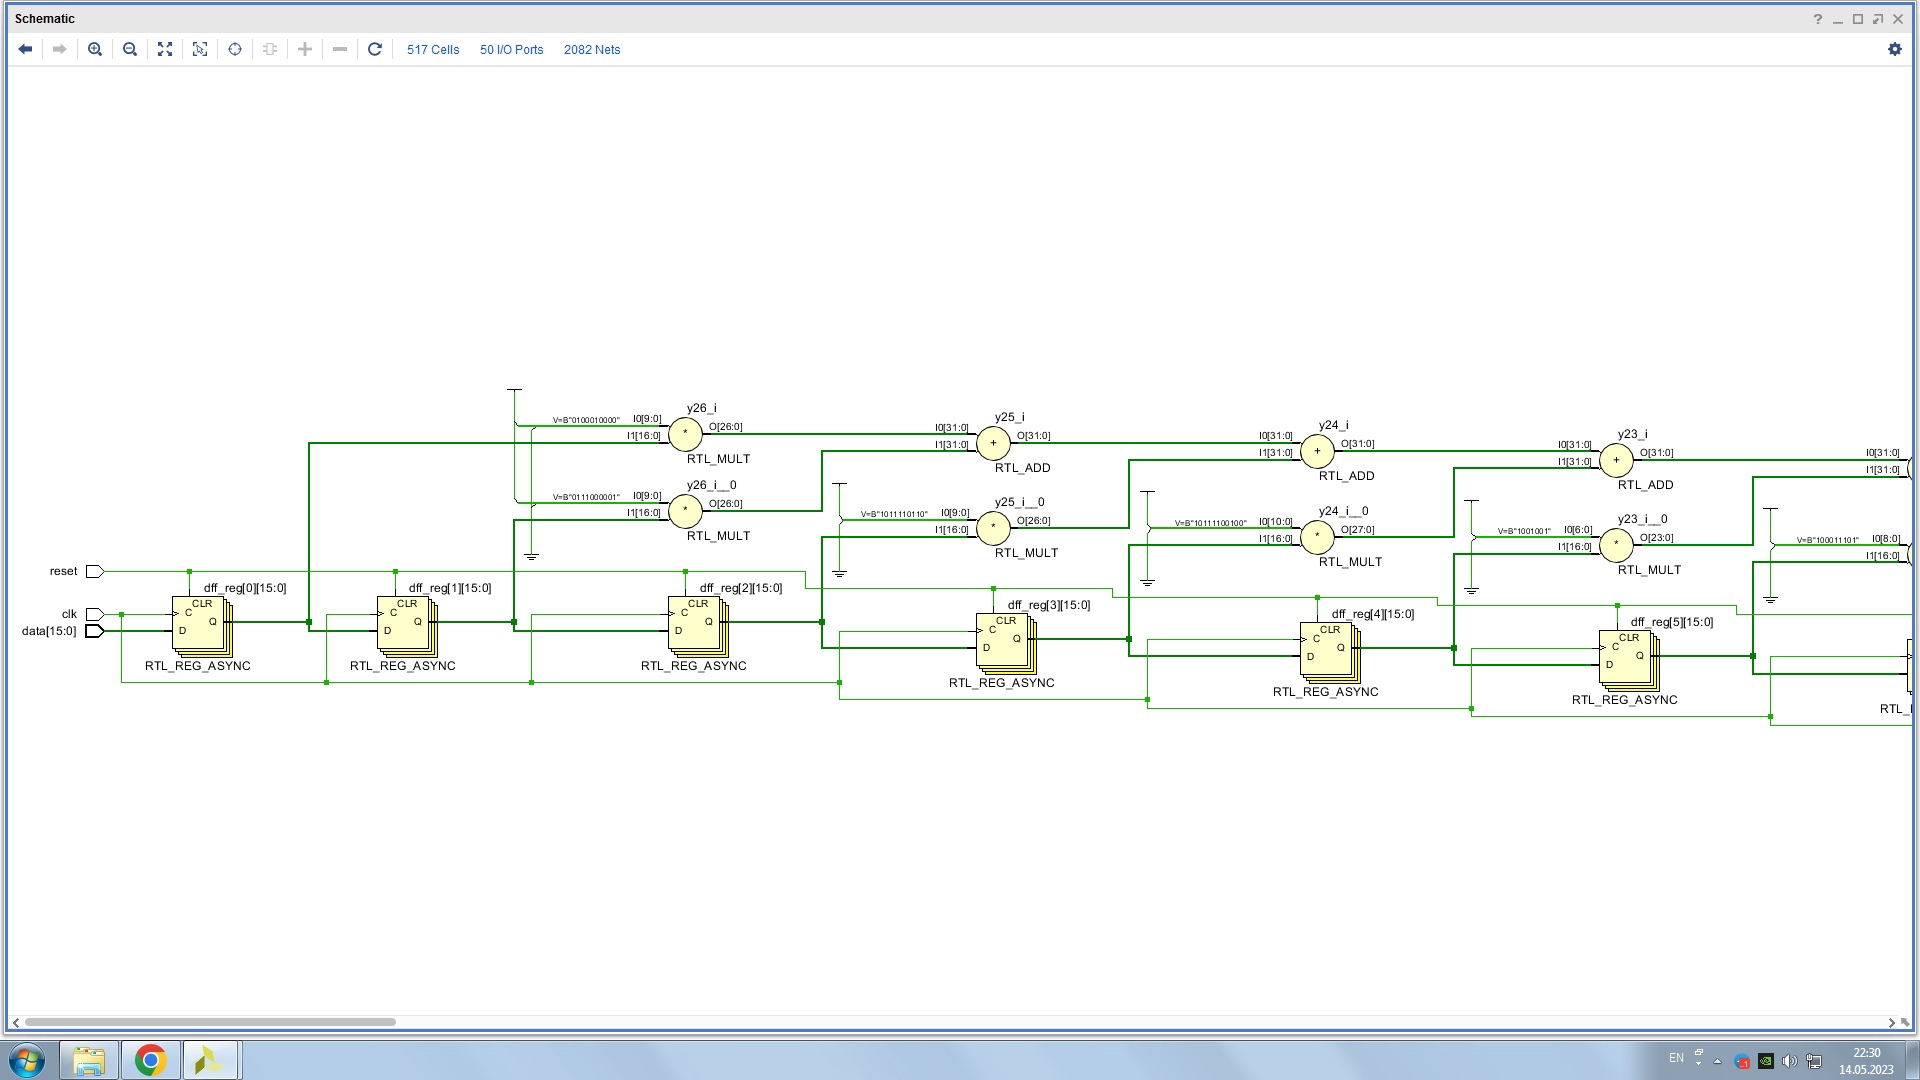 Schematic
517 Cells 50 I/O Ports 2082 Nets
y26_i
V=B"0100010000" I0[9:0] O[26:0]
I1[16:0]
*
RTL_MULT
y26_i__0
V=B"0111000001" I0[9:0] O[26:0]
I1[16:0]
*
RTL_MULT
y25_i
I0[31:0] O[31:0]
I1[31:0]
+
RTL_ADD
y25_i__0
V=B"1011110110" I0[9:0] O[26:0]
I1[16:0]
*
RTL_MULT
y24_i
I0[31:0] O[31:0]
I1[31:0]
+
RTL_ADD
y24_i__0
V=B"10111100100" I0[10:0] O[27:0]
I1[16:0]
*
RTL_MULT
y23_i
I0[31:0] O[31:0]
I1[31:0]
+
RTL_ADD
y23_i__0
V=B"1001001" I0[6:0] O[23:0]
I1[16:0]
*
RTL_MULT
I0[31:0]
I1[31:0]
V=B"100011101" I0[8:0]
I1[16:0]
reset
clk
data[15:0]
dff_reg[0][15:0]
CLR
C
Q
D
RTL_REG_ASYNC
dff_reg[1][15:0]
CLR
C
Q
D
RTL_REG_ASYNC
dff_reg[2][15:0]
CLR
C
Q
D
RTL_REG_ASYNC
dff_reg[3][15:0]
CLR
C
Q
D
RTL_REG_ASYNC
dff_reg[4][15:0]
CLR
C
Q
D
RTL_REG_ASYNC
dff_reg[5][15:0]
CLR
C
Q
D
RTL_REG_ASYNC
RTL_
EN
22:30
14.05.2023